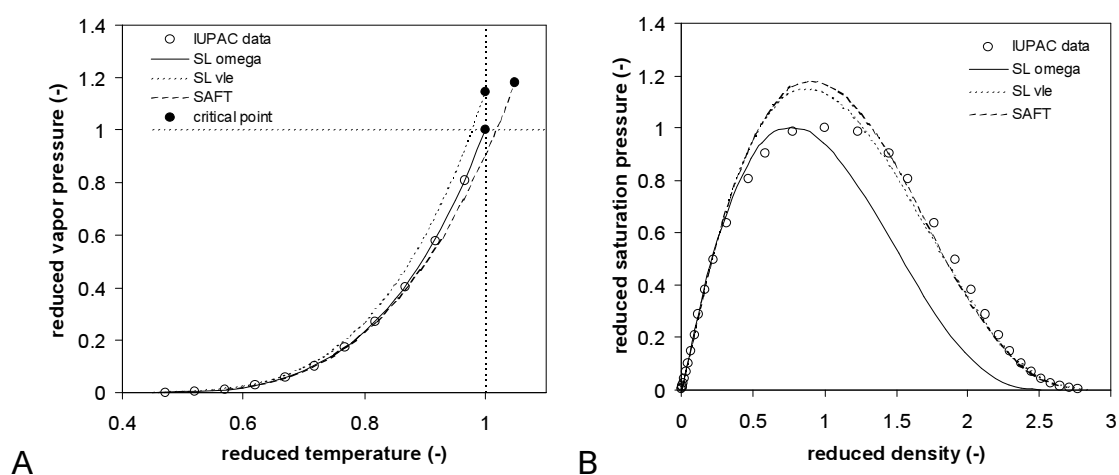 1.4
1.2
1
0.8
0.6
0.4
0.2
0
0.4
0.6
0.8
1
reduced vapor pressure (-)
reduced temperature (-)
IUPAC data
SL omega
SL vle
SAFT
critical point
A
1.4
1.2
1
0.8
0.6
0.4
0.2
0
0
0.5
1
1.5
2
2.5
3
reduced saturation pressure (-)
reduced density (-)
IUPAC data
SL omega
SL vle
SAFT
B